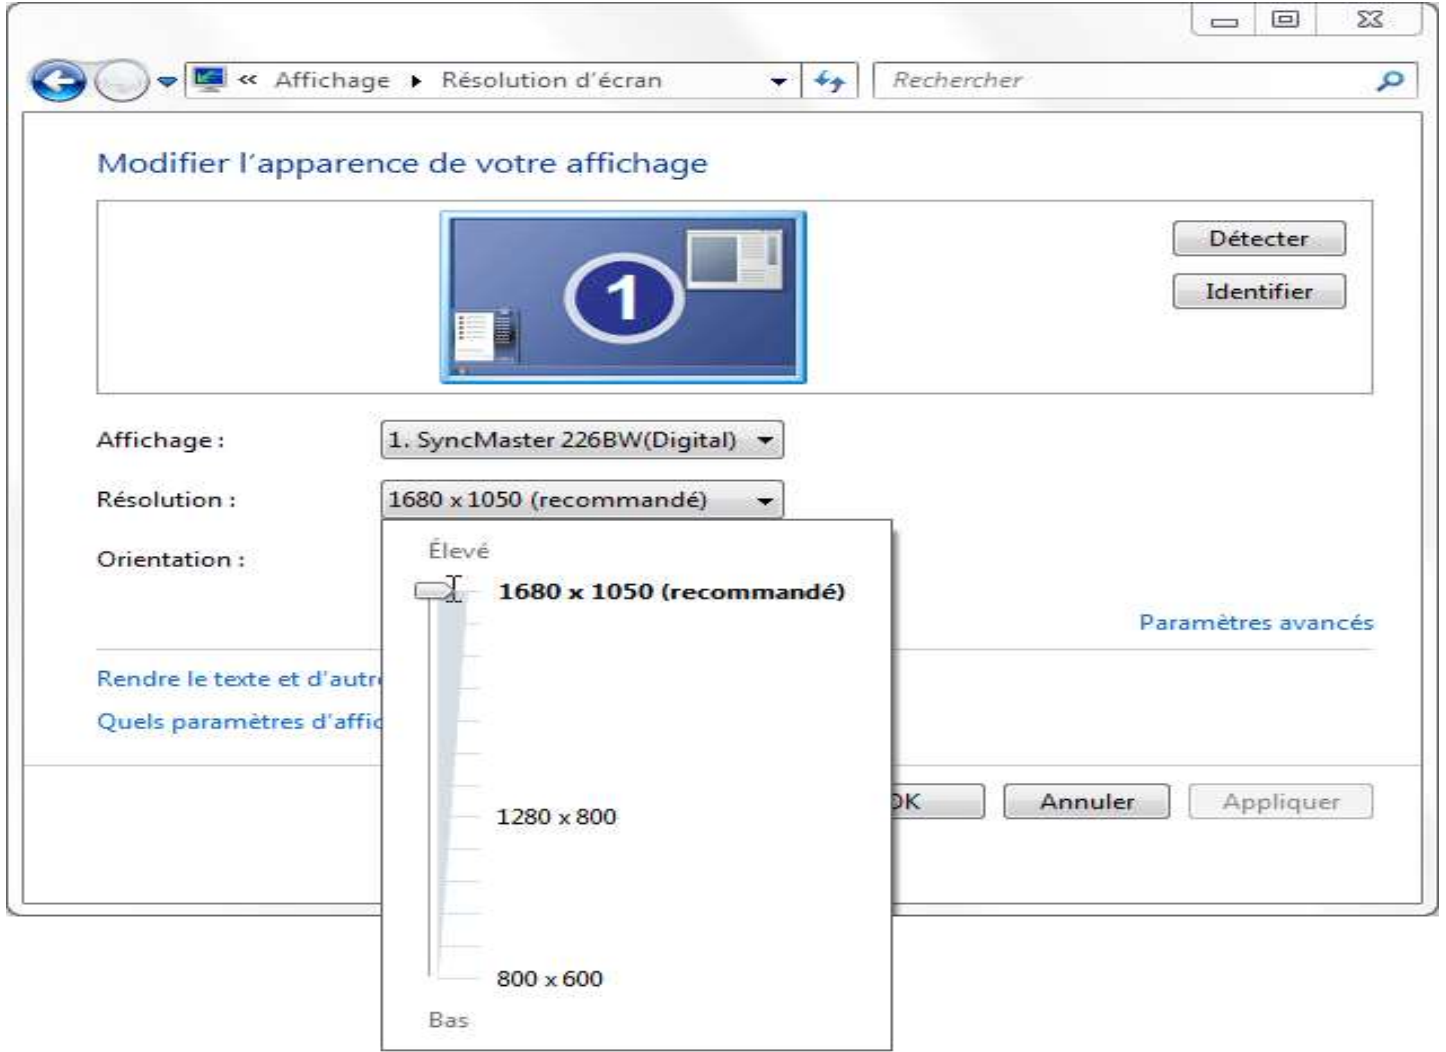 « Affichage ▸ Résolution d'écran
Rechercher
Modifier l'apparence de votre affichage
1
Détecter
Identifier
Affichage :
1. SyncMaster 226BW(Digital)
Résolution :
1680 x 1050 (recommandé)
Orientation :
Élevé
1680 x 1050 (recommandé)
Paramètres avancés
Rendre le texte et d'autr
Quels paramètres d'affic
1280 x 800
OK
Annuler
Appliquer
800 x 600
Bas